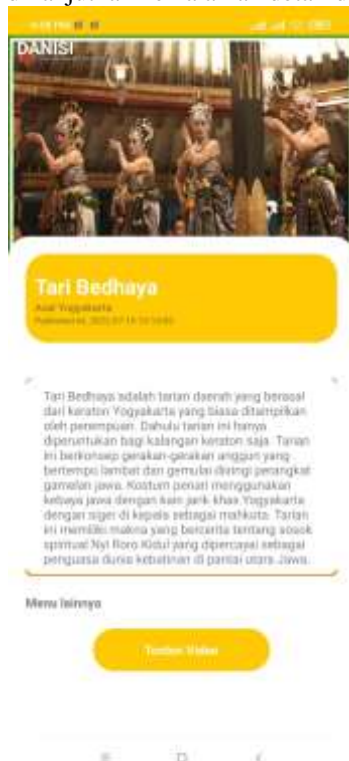 DANISI
Tari Bedhaya
Asal Yogyakarta
Tari Bedhaya adalah tarian daerah yang berasal
dari keraton Yogyakarta yang biasa ditampilkan
oleh perempuan. Dahulu tarian ini hanya
diperuntukan bagi kalangan keraton saja. Tarian
ini berkonsep gerakan-gerakan anggun yang
bertempo lambat dan gemulai diiringi perangkat
gamelan jawa. Kostum penari menggunakan
kebaya jawa dengan kain jarik khas Yogyakarta
dengan siger di kepala sebagai mahkota. Tarian
ini memiliki makna yang bercerita tentang sosok
spiritual Nyi Roro Kidul yang dipercayai sebagai
penguasa dunia kebatinan di pantai utara Jawa.
Menu lainnya
Tonton Video